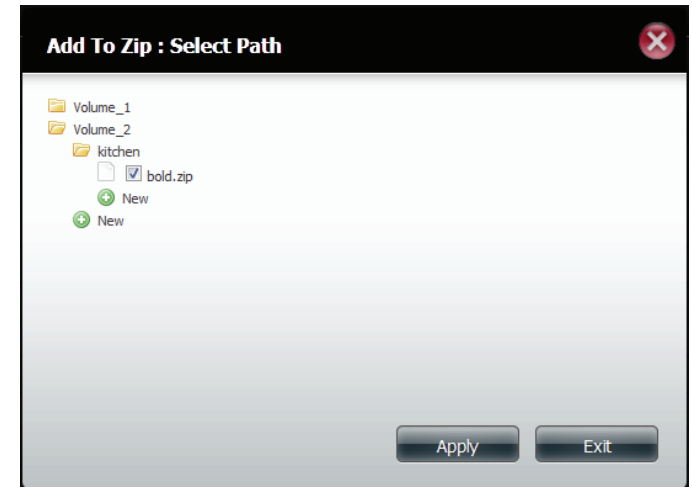 Add To Zip : Select Path
Volume_1
Volume_2
kitchen
bold.zip
New
New
Apply Exit